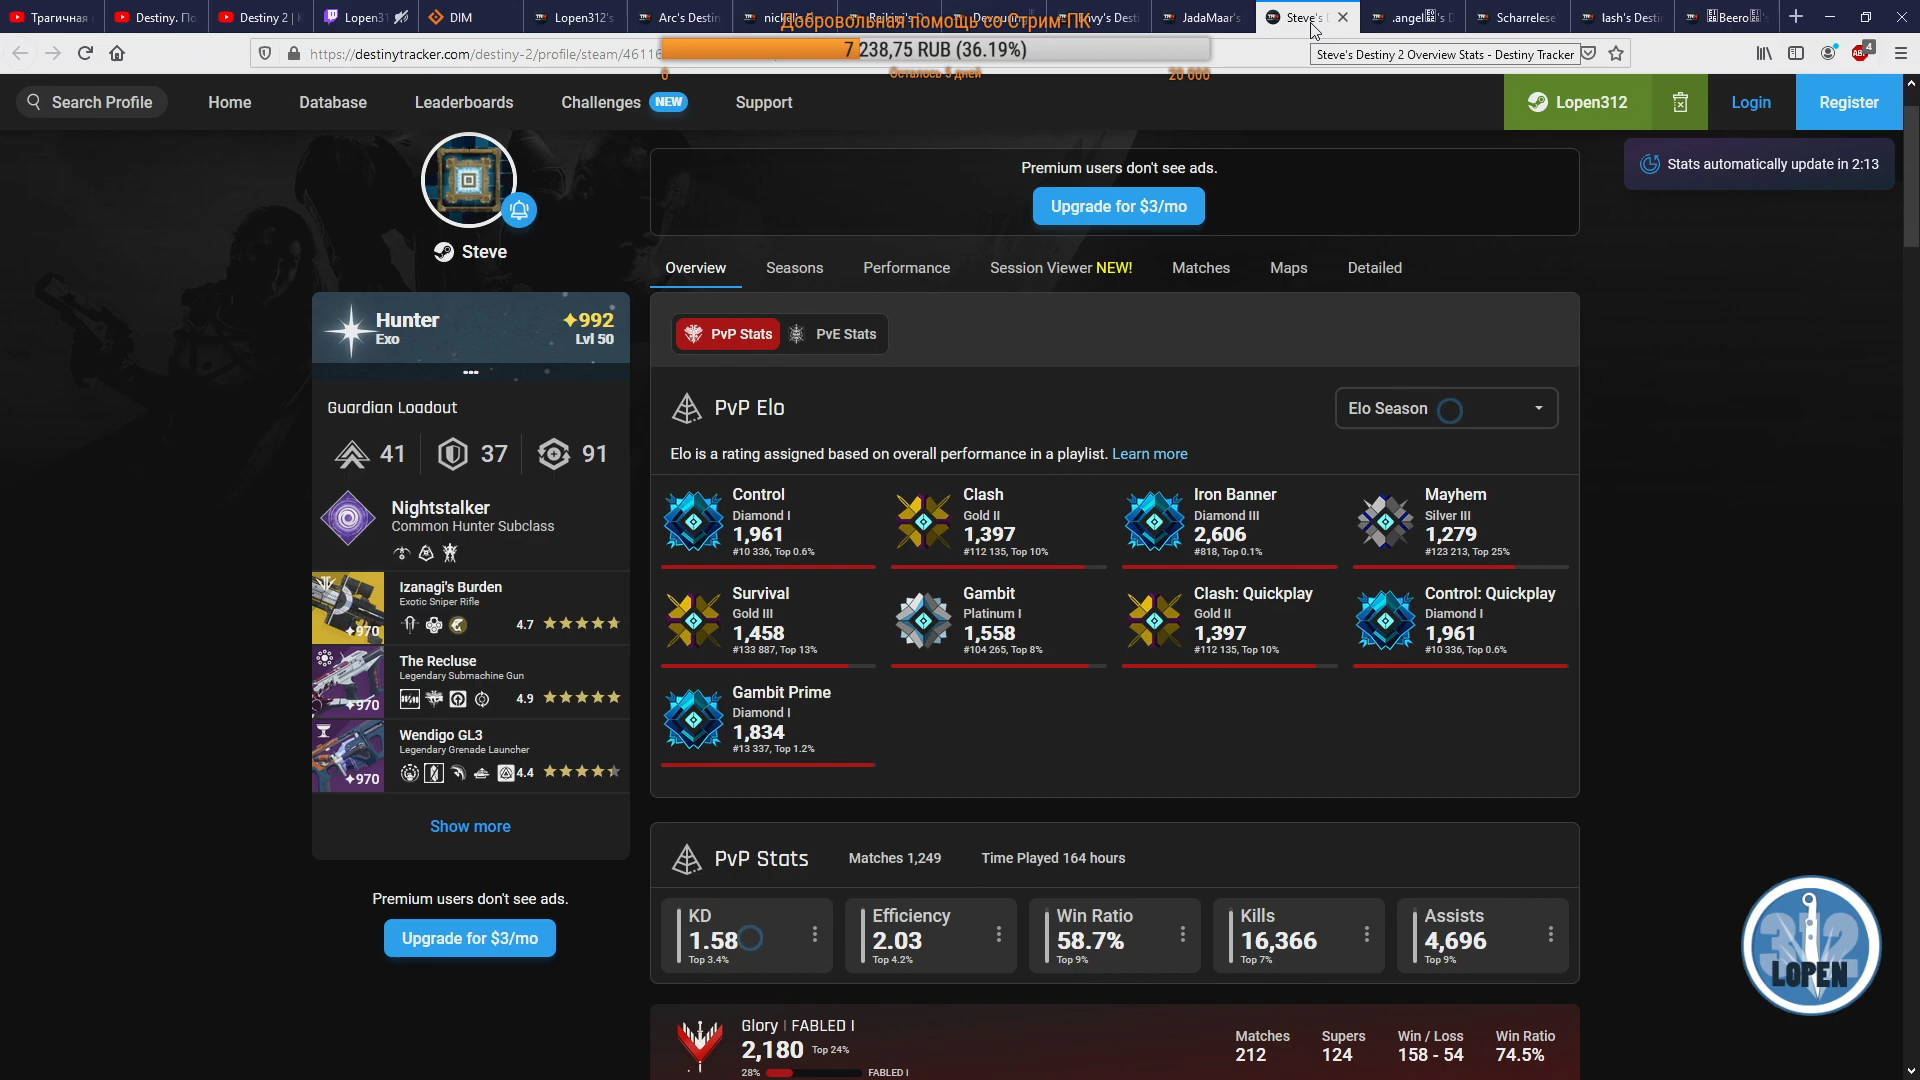 Трагичная
Destiny. По
Destiny 2 |
Lopen31
DIM
Lopen312's
Arc's Destin
JadaMaar's
Steve's D
.angel
Scharrelese
lash's Desti
Beero
Добровольная помощь со Стрим-ПК
7 238,75 RUB (36.19%)
0
Осталось 5 дней
20 000
https://destinytracker.com/destiny-2/profile/steam/46116
Steve's Destiny 2 Overview Stats - Destiny Tracker
4
Search Profile
Home
Database
Leaderboards
Challenges NEW
Support
Lopen312
Login
Register
Stats automatically update in 2:13
Premium users don't see ads.
Upgrade for $3/mo
Steve
Overview
Seasons
Performance
Session Viewer NEW!
Matches
Maps
Detailed
Hunter
Exo
992
Lvl 50
Guardian Loadout
41
37
91
Nightstalker
Common Hunter Subclass
Izanagi's Burden
Exotic Sniper Rifle
970
4.7
The Recluse
Legendary Submachine Gun
970
4.9
Wendigo GL3
Legendary Grenade Launcher
970
4.4
Show more
Premium users don't see ads.
Upgrade for $3/mo
PvP Stats
PvE Stats
PvP Elo
Elo Season
Elo is a rating assigned based on overall performance in a playlist. Learn more
Control
Diamond I
1,961
#10 336, Top 0.6%
Clash
Gold II
1,397
#112 135, Top 10%
Iron Banner
Diamond III
2,606
#818, Top 0.1%
Mayhem
Silver III
1,279
#123 213, Top 25%
Survival
Gold III
1,458
#133 887, Top 13%
Gambit
Platinum I
1,558
#104 265, Top 8%
Clash: Quickplay
Gold II
1,397
#112 135, Top 10%
Control: Quickplay
Diamond I
1,961
#10 336, Top 0.6%
Gambit Prime
Diamond I
1,834
#13 337, Top 1.2%
PvP Stats
Matches 1,249
Time Played 164 hours
KD
1.58
Top 3.4%
Efficiency
2.03
Top 4.2%
Win Ratio
58.7%
Top 9%
Kills
16,366
Top 7%
Assists
4,696
Top 9%
Glory | FABLED I
2,180 Top 24%
28%
FABLED I
Matches
212
Supers
124
Win / Loss
158 - 54
Win Ratio
74.5%
312
LOPEN